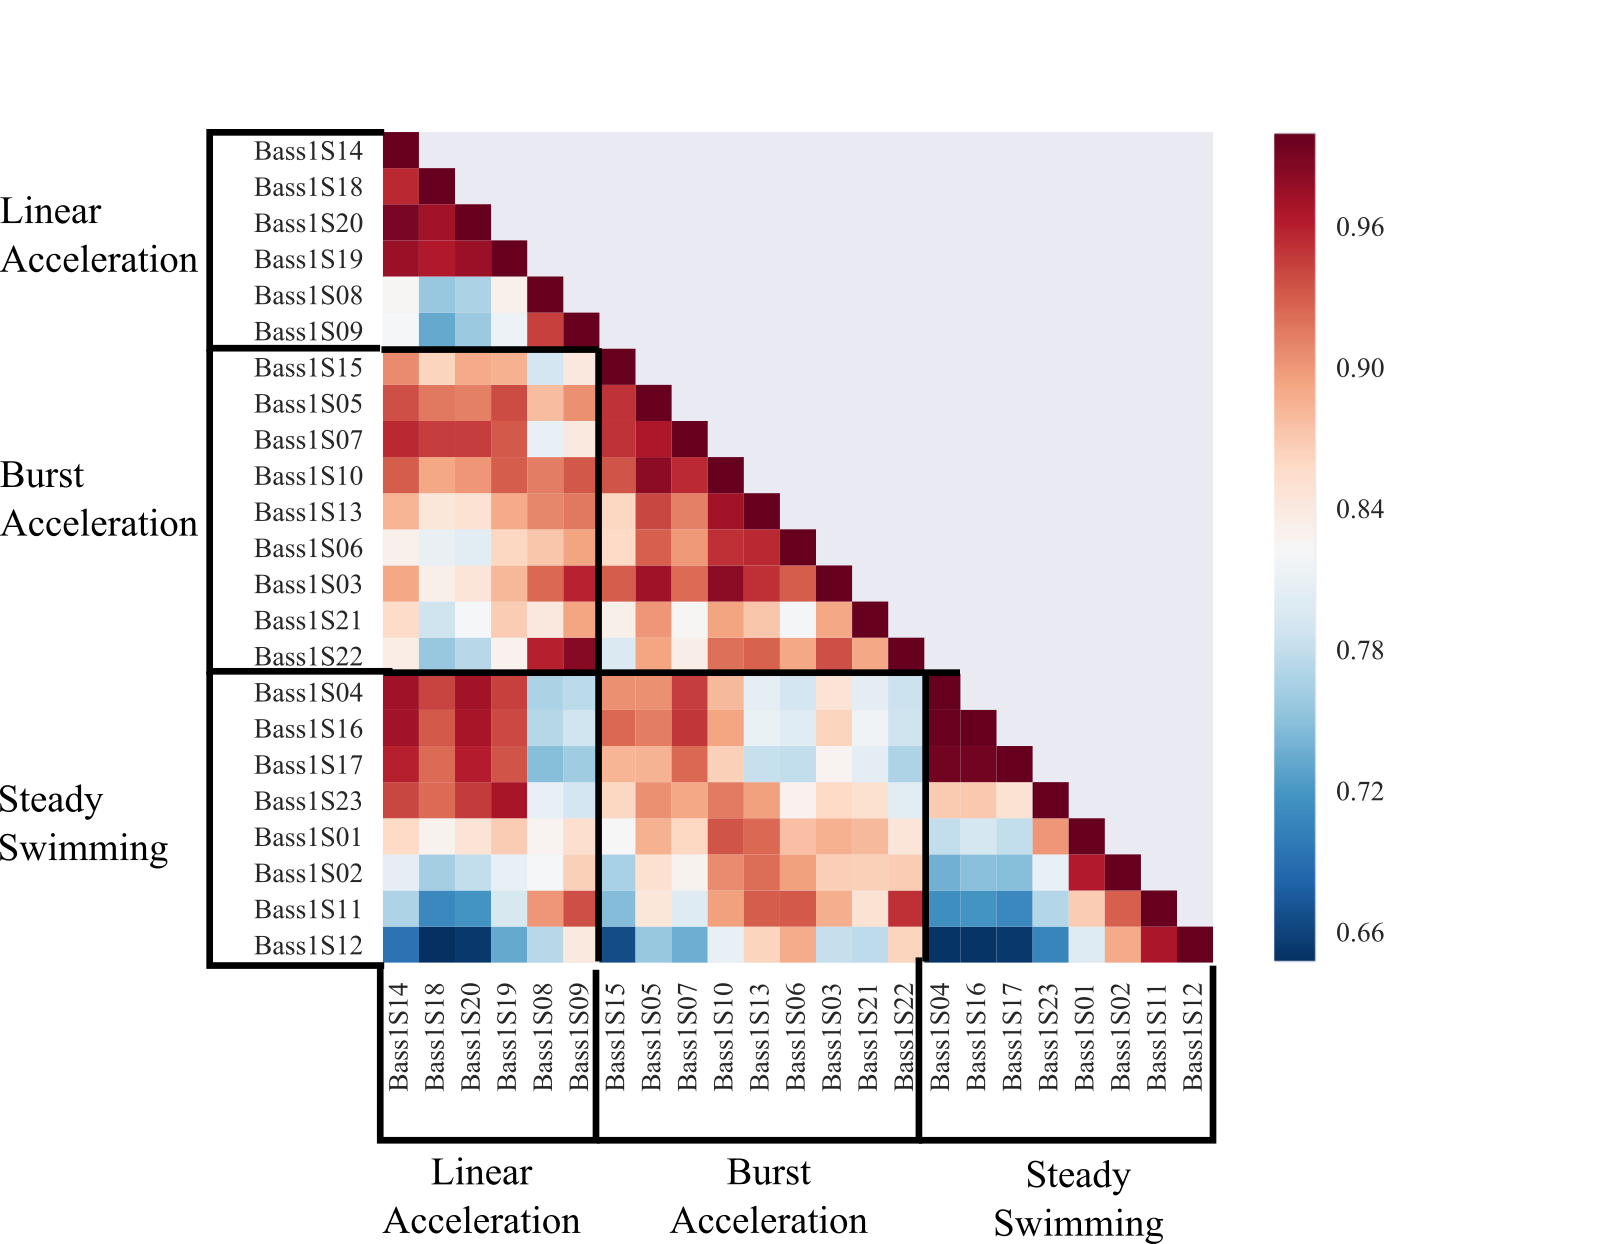 Linear
Acceleration
Burst
Acceleration
Steady
Swimming
Bass1S14
Bass1S18
Bass1S20
Bass1S19
Bass1S08
Bass1S09
Bass1S15
Bass1S05
Bass1S07
Bass1S10
Bass1S13
Bass1S06
Bass1S03
Bass1S21
Bass1S22
Bass1S04
Bass1S16
Bass1S17
Bass1S23
Bass1S01
Bass1S02
Bass1S11
Bass1S12
0.96
0.90
0.84
0.78
0.72
0.66
Bass1S14
Bass1S18
Bass1S20
Bass1S19
Bass1S08
Bass1S09
Bass1S15
Bass1S05
Bass1S07
Bass1S10
Bass1S13
Bass1S06
Bass1S03
Bass1S21
Bass1S22
Bass1S04
Bass1S16
Bass1S17
Bass1S23
Bass1S01
Bass1S02
Bass1S11
Bass1S12
Linear
Acceleration
Burst
Acceleration
Steady
Swimming